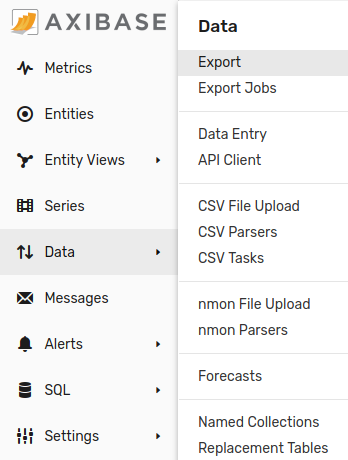 AXIBASE
Metrics
Entities
Entity Views
Series
Data
Messages
Alerts
SQL
Settings
Data
Export
Export Jobs
Data Entry
API Client
CSV File Upload
CSV Parsers
CSV Tasks
nmon File Upload
nmon Parsers
Forecasts
Named Collections
Replacement Tables